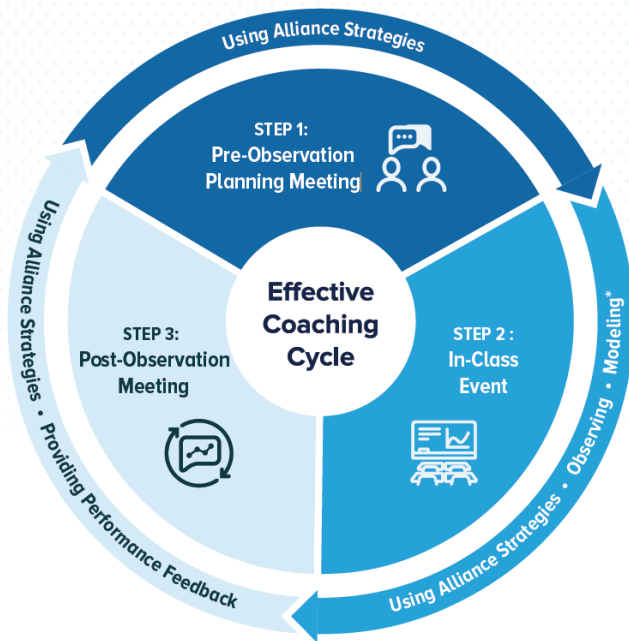 Using Alliance Strategies
STEP 1:
Pre-Observation
Planning Meeting
Effective
Coaching
Cycle
STEP 2 :
In-Class
Event
Using Alliance Strategies • Observing • Modeling*
STEP 3:
Post-Observation
Meeting
Using Alliance Strategies • Providing Performance Feedback